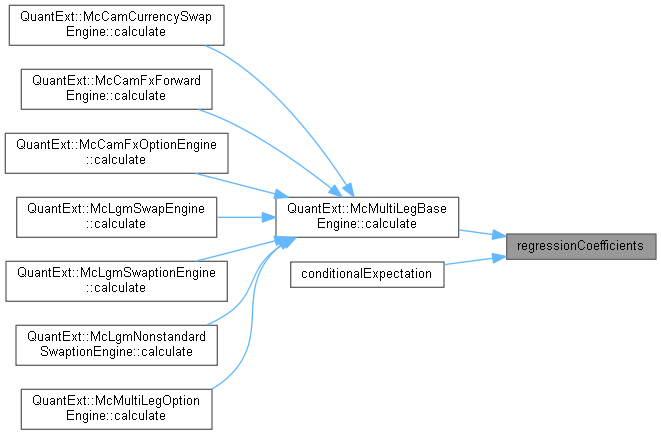 QuantExt::McCamCurrencySwap
Engine::calculate
QuantExt::McCamFxForward
Engine::calculate
QuantExt::McCamFxOptionEngine
::calculate
QuantExt::McLgmSwapEngine
::calculate
QuantExt::McLgmSwaptionEngine
::calculate
QuantExt::McLgmNonstandard
SwaptionEngine::calculate
QuantExt::McMultiLegOption
Engine::calculate
QuantExt::McMultiLegBase
Engine::calculate
conditionalExpectation
regressionCoefficients